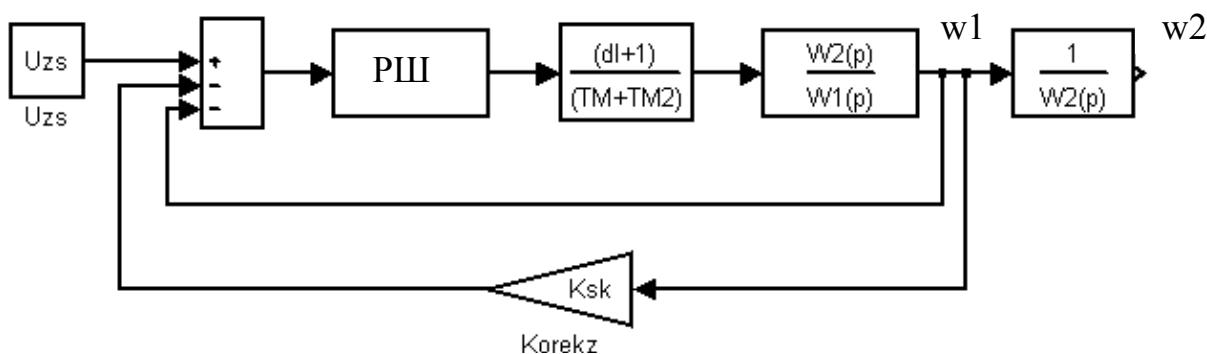 w1 w2
Uzs
Uzs
+
−
−
РШ
(dI+1)
(TM+TM2)
W2(p)
W1(p)
1
W2(p)
Ksk
Korekz